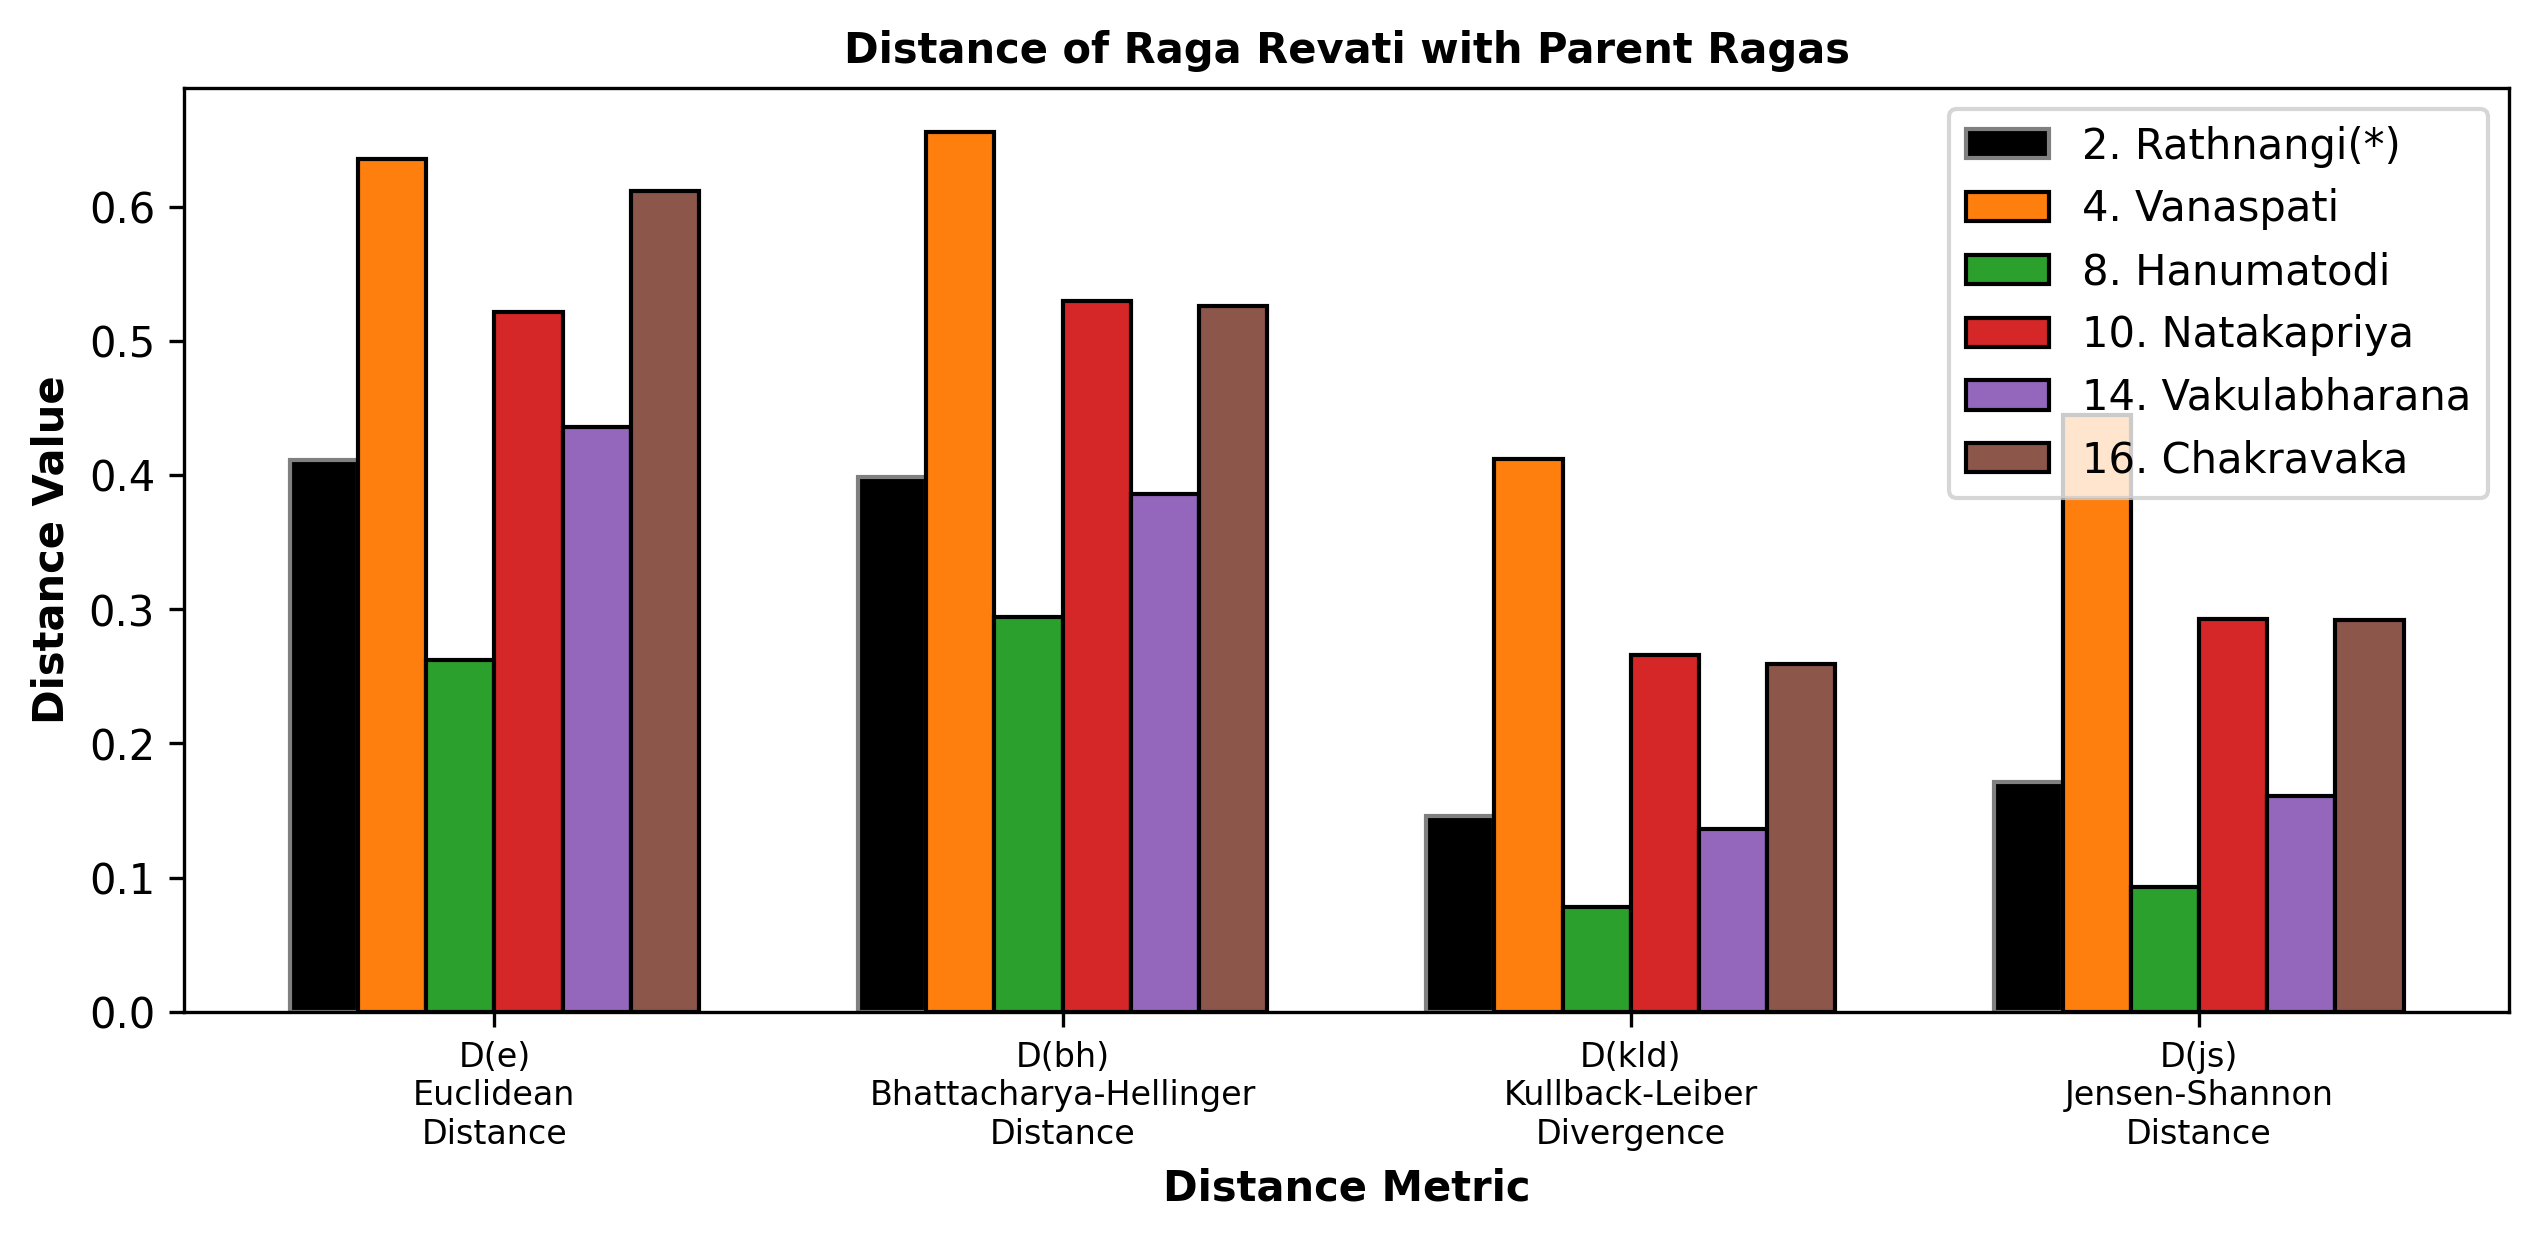 Distance of Raga Revati with Parent Ragas
2. Rathnangi(*)
4. Vanaspati
8. Hanumatodi
10. Natakapriya
14. Vakulabharana
16. Chakravaka
Distance Value
0.6
0.5
0.4
0.3
0.2
0.1
0.0
D(e)
Euclidean
Distance
D(bh)
Bhattacharya-Hellinger
Distance
D(kld)
Kullback-Leiber
Divergence
D(js)
Jensen-Shannon
Distance
Distance Metric